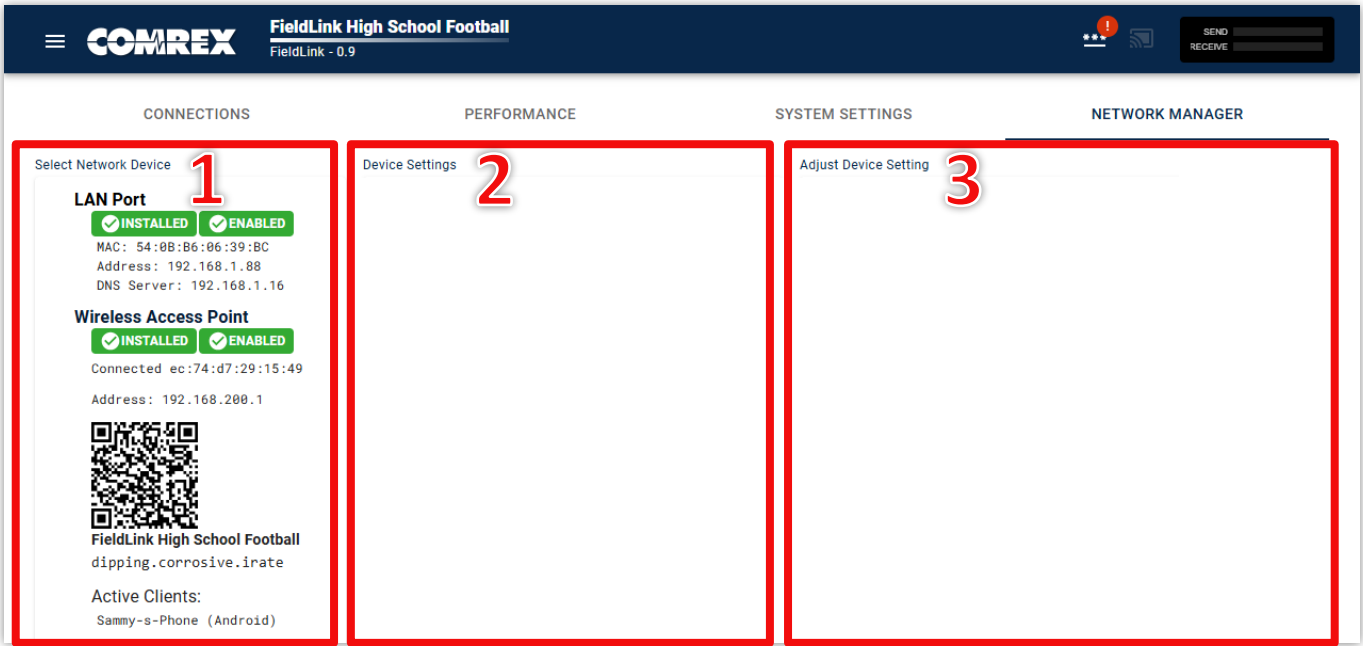 COMREX
FieldLink High School Football
FieldLink - 0.9
***
!
SEND
RECEIVE
CONNECTIONS
PERFORMANCE
SYSTEM SETTINGS
NETWORK MANAGER
Select Network Device
1
LAN Port
INSTALLED ENABLED
MAC: 54:0B:B6:06:39:BC
Address: 192.168.1.88
DNS Server: 192.168.1.16
Wireless Access Point
INSTALLED ENABLED
Connected ec:74:d7:29:15:49
Address: 192.168.200.1
FieldLink High School Football
dipping.corrosive.irate
Active Clients:
Sammy-s-Phone (Android)
Device Settings
2
Adjust Device Setting
3